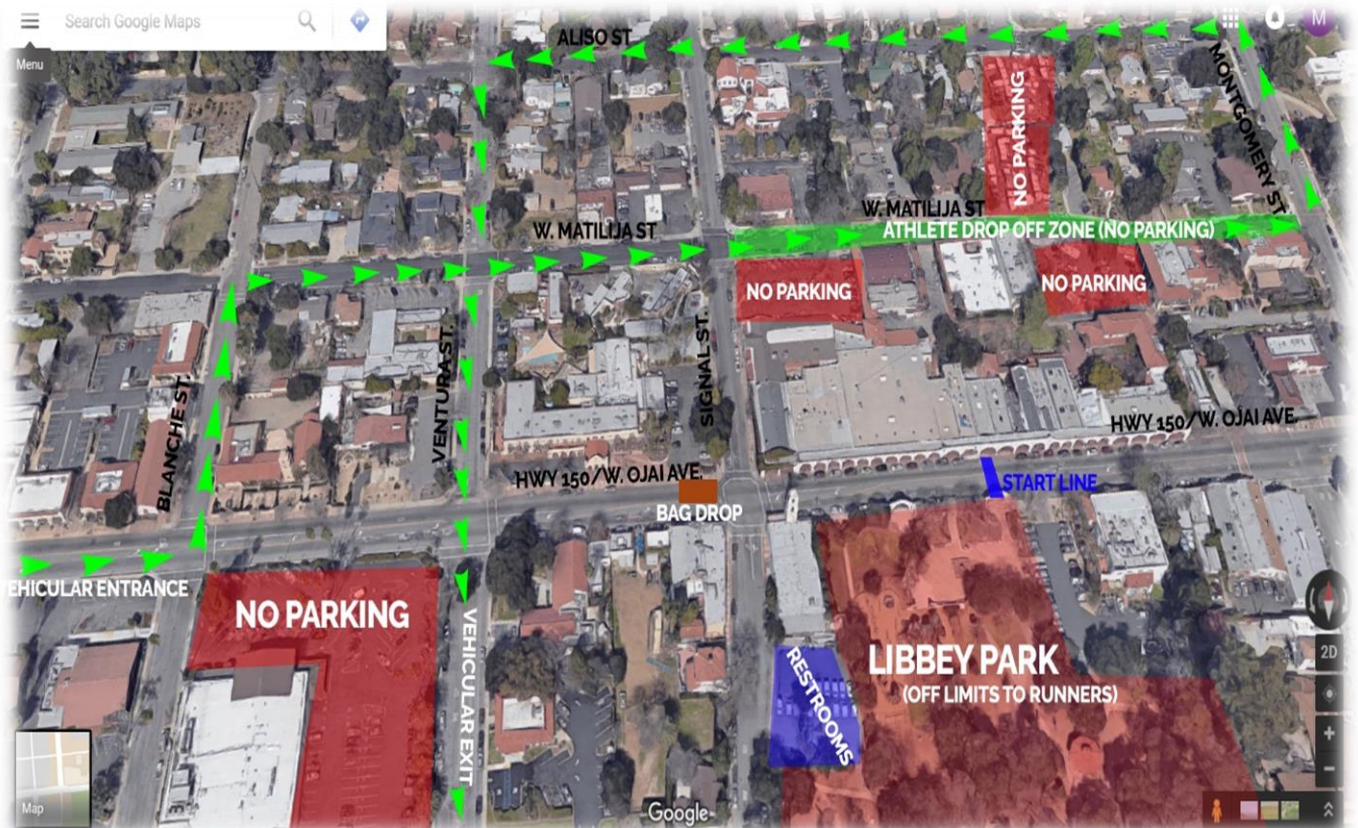 Search Google Maps
M
Menu
ALISO ST
MONTGOMERY ST
NO PARKING
W. MATILIJA ST
W. MATILIJA ST
ATHLETE DROP OFF ZONE (NO PARKING)
NO PARKING
NO PARKING
BLANCHE ST.
VENTURA ST.
SIGNAL ST.
HWY 150/W. OJAI AVE.
HWY 150/W. OJAI AVE.
START LINE
BAG DROP
EHICULAR ENTRANCE
NO PARKING
VEHICULAR EXIT
RESTROOMS
LIBBEY PARK
(OFF LIMITS TO RUNNERS)
2D
Map
Google